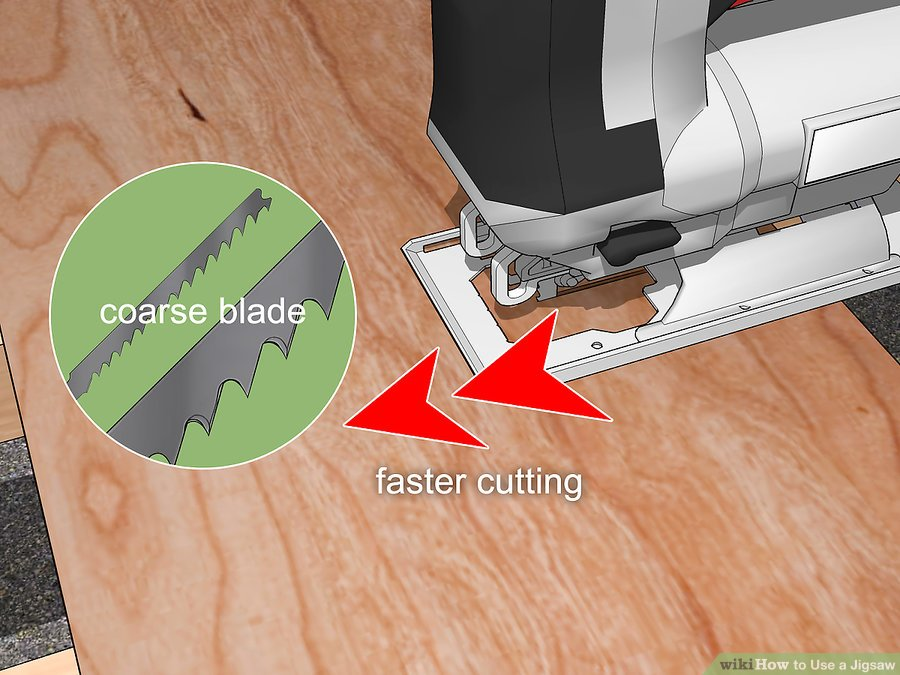 coarse blade
faster cutting
wikiHow to Use a Jigsaw